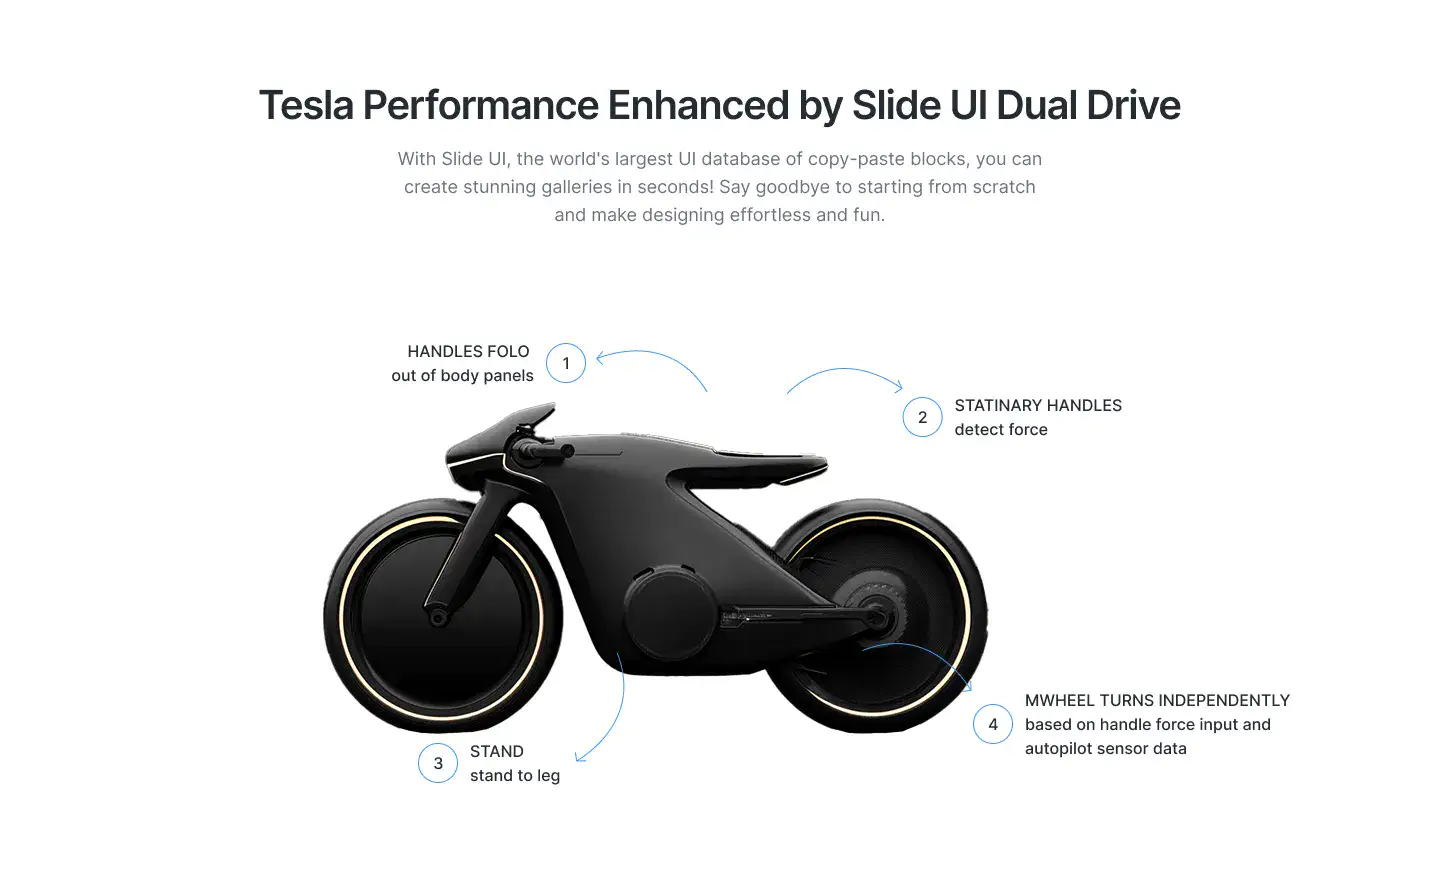 Tesla Performance Enhanced by Slide UI Dual Drive
With Slide UI, the world's largest UI database of copy-paste blocks, you can
create stunning galleries in seconds! Say goodbye to starting from scratch
and make designing effortless and fun.
HANDLES FOLO
out of body panels
1
2
STATINARY HANDLES
detect force
3
STAND
stand to leg
4
MWHEEL TURNS INDEPENDENTLY
based on handle force input and
autopilot sensor data